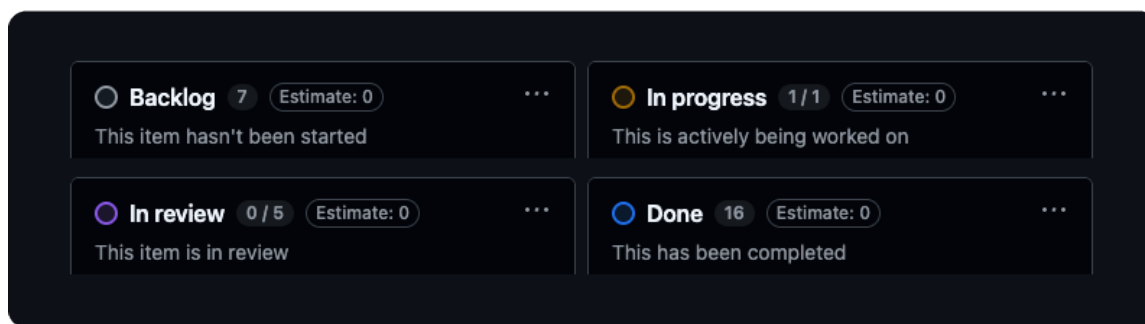 Backlog 7 Estimate: 0 ...
This item hasn't been started
In progress 1 / 1 Estimate: 0 ...
This is actively being worked on
In review 0 / 5 Estimate: 0 ...
This item is in review
Done 16 Estimate: 0 ...
This has been completed